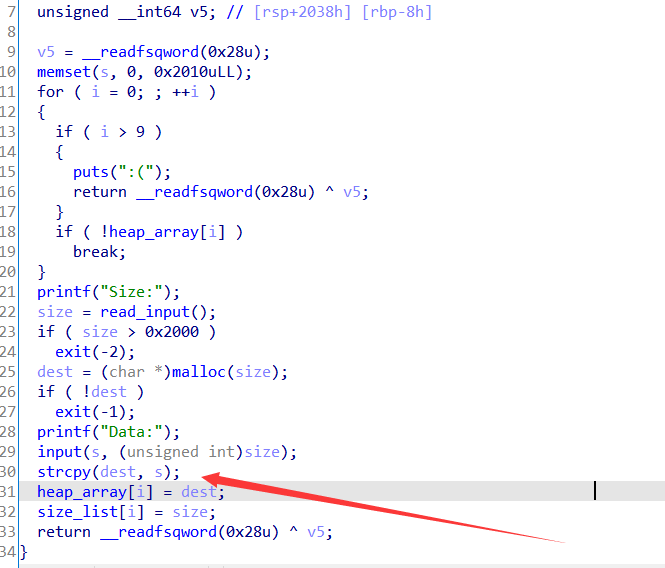 7 unsigned __int64 v5; // [rsp+2038h] [rbp-8h]
8
9 v5 = __readfsqword(0x28u);
10 memset(s, 0, 0x2010uLL);
11 for ( i = 0; ; ++i )
12 {
13 if ( i > 9 )
14 {
15 puts(":(");
16 return __readfsqword(0x28u) ^ v5;
17 }
18 if ( !heap_array[i] )
19 break;
20 }
21 printf("Size:");
22 size = read_input();
23 if ( size > 0x2000 )
24 exit(-2);
25 dest = (char *)malloc(size);
26 if ( !dest )
27 exit(-1);
28 printf("Data:");
29 input(s, (unsigned int)size);
30 strcpy(dest, s);
31 heap_array[i] = dest;
32 size_list[i] = size;
33 return __readfsqword(0x28u) ^ v5;
34 }